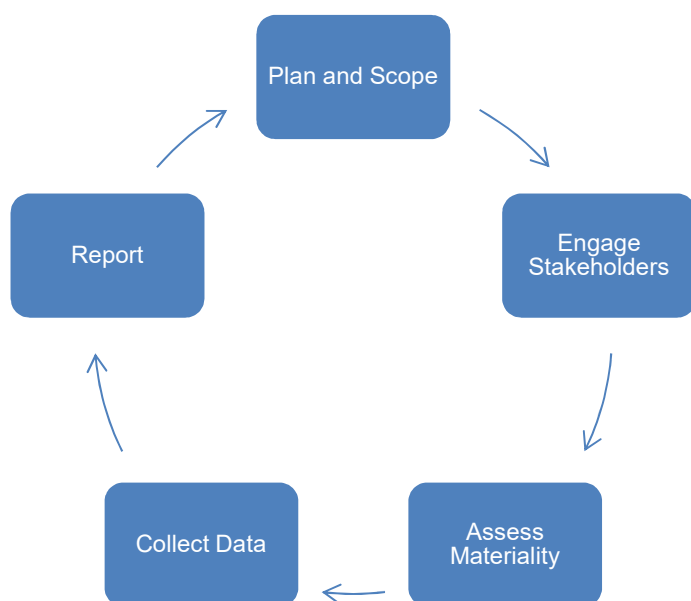 Plan and Scope
Engage
Stakeholders
Assess
Materiality
Collect Data
Report